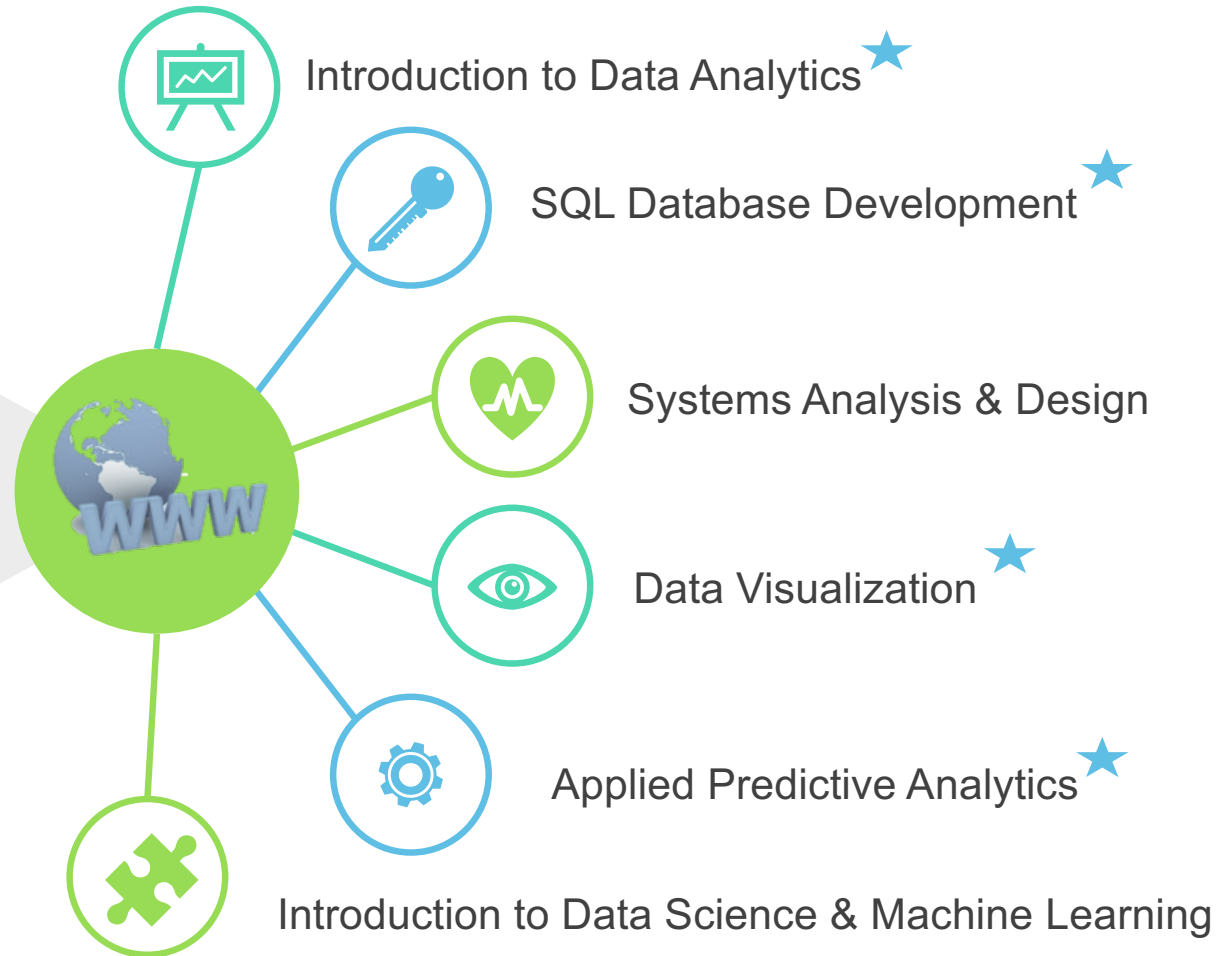 Introduction to Data Analytics
SQL Database Development
Systems Analysis & Design
WWW
Data Visualization
Applied Predictive Analytics
Introduction to Data Science & Machine Learning